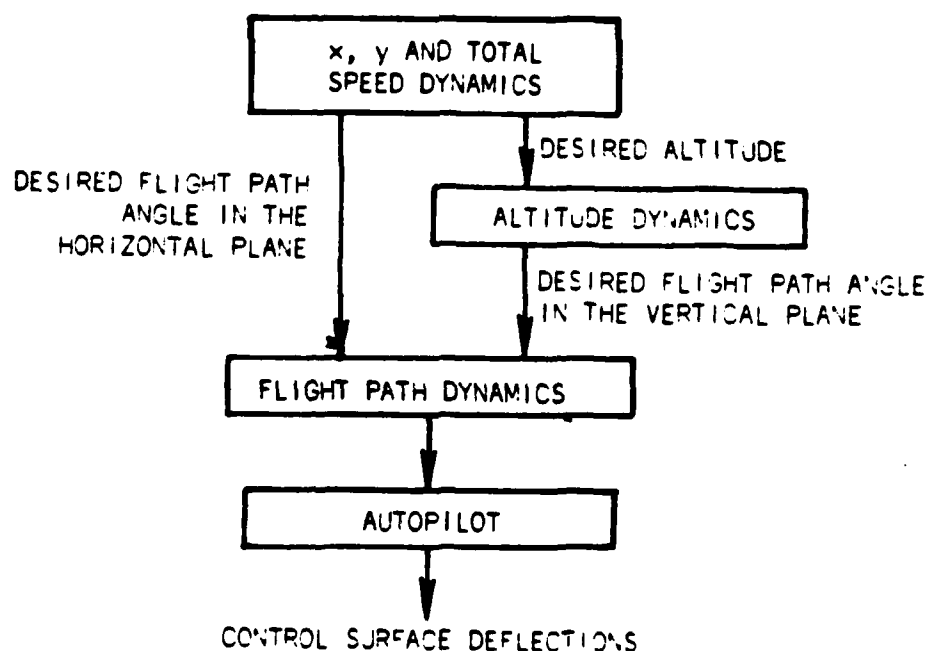 x, y AND TOTAL
SPEED DYNAMICS
DESIRED ALTITUDE
DESIRED FLIGHT PATH
ANGLE IN THE
HORIZONTAL PLANE
ALTITUDE DYNAMICS
DESIRED FLIGHT PATH ANGLE
IN THE VERTICAL PLANE
FLIGHT PATH DYNAMICS
AUTOPILOT
CONTROL SURFACE DEFLECTIONS